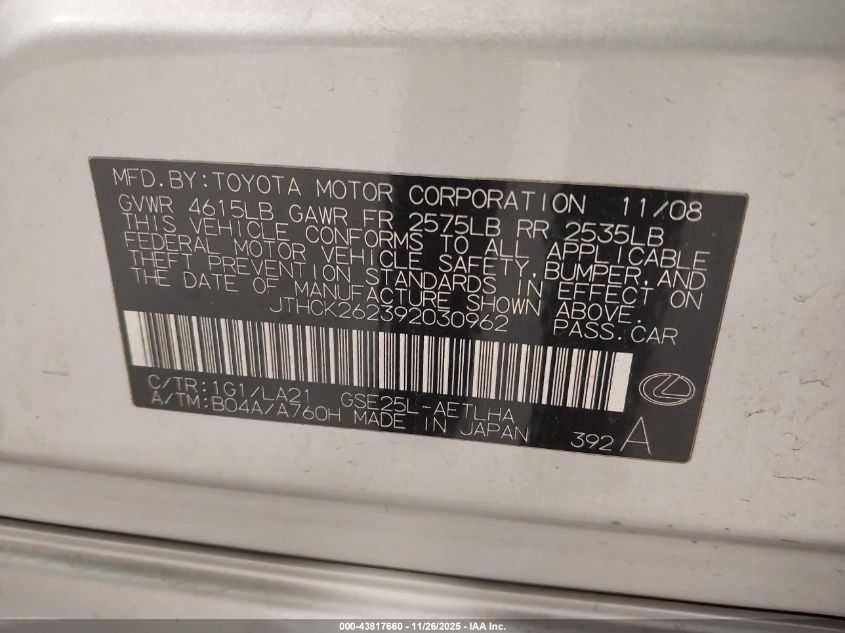 MFD.BY:TOYOTA MOTOR CORPORATION 11/08
GVWR 4615LB GAWR FR 2575LB RR 2535LB
THIS VEHICLE CONFORMS TO ALL APPLICABLE
FEDERAL MOTOR VEHICLE SAFETY,BUMPER,AND
THEFT PREVENTION STANDARDS IN EFFECT ON
THE DATE OF MANUFACTURE SHOWN ABOVE.
JTHCK262392030962 PASS.CAR
C/TR:1G1/LA21 GSE25L-AETLHA
A/TM:B04A/A760H MADE IN JAPAN 392 A
000-43817660 - 11/26/2025 - IAA Inc.